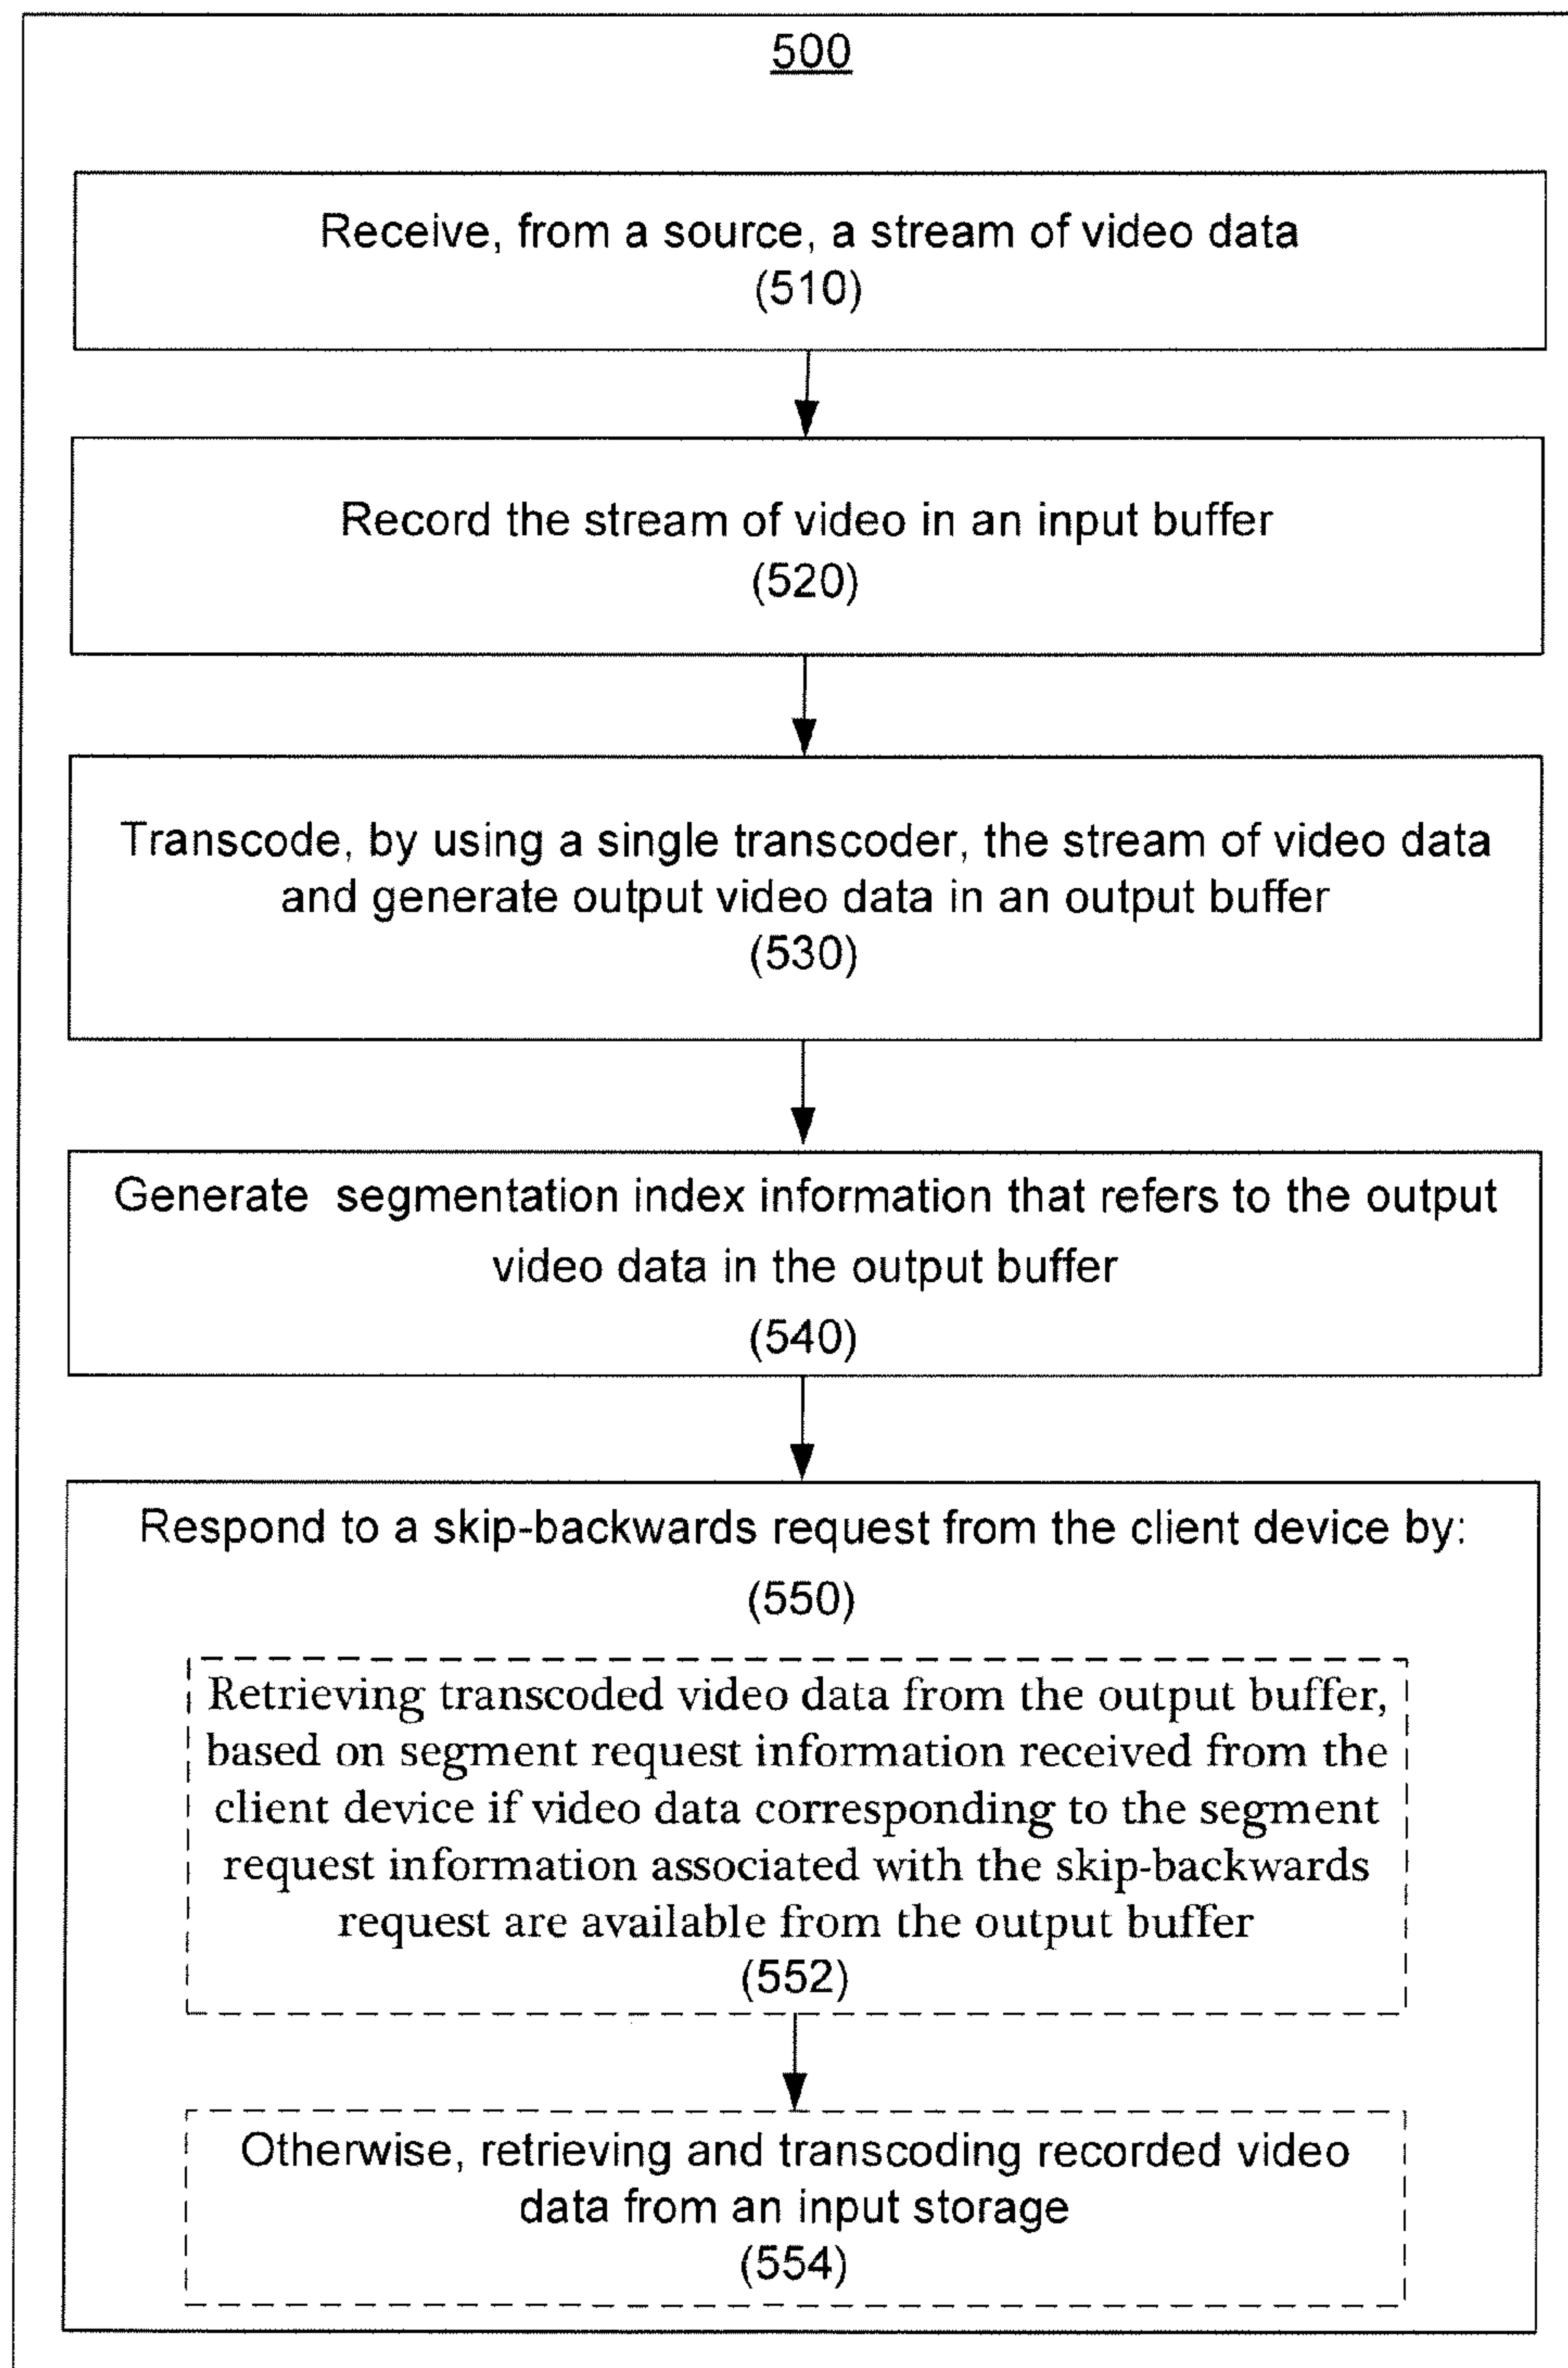 500
Receive, from a source, a stream of video data
(510)
Record the stream of video in an input buffer
(520)
Transcode, by using a single transcoder, the stream of video data
and generate output video data in an output buffer
(530)
Generate segmentation index information that refers to the output
video data in the output buffer
(540)
Respond to a skip-backwards request from the client device by:
(550)
Retrieving transcoded video data from the output buffer,
based on segment request information received from the
client device if video data corresponding to the segment
request information associated with the skip-backwards
request are available from the output buffer
(552)
Otherwise, retrieving and transcoding recorded video
data from an input storage
(554)